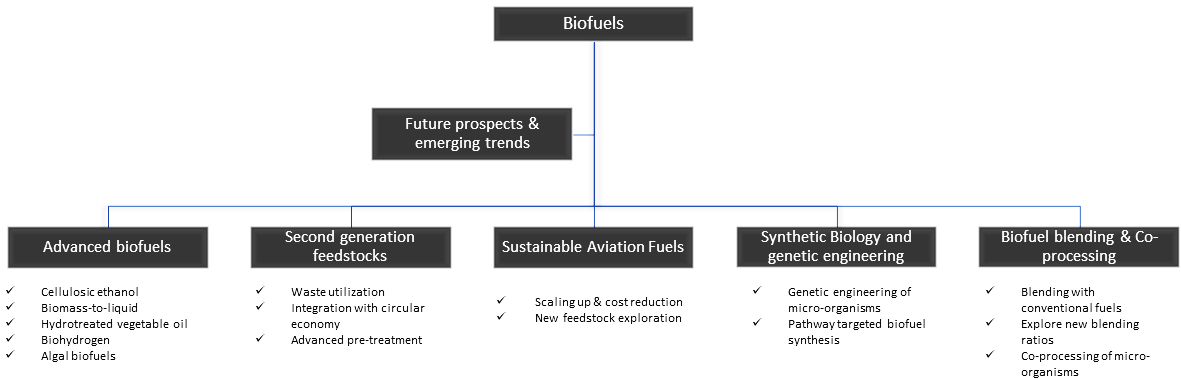 Biofuels
Future prospects &
emerging trends
Advanced biofuels
✓ Cellulosic ethanol
✓ Biomass-to-liquid
✓ Hydrotreated vegetable oil
✓ Biohydrogen
✓ Algal biofuels
Second generation
feedstocks
✓ Waste utilization
✓ Integration with circular
economy
✓ Advanced pre-treatment
Sustainable Aviation Fuels
✓ Scaling up & cost reduction
✓ New feedstock exploration
Synthetic Biology and
genetic engineering
✓ Genetic engineering of
micro-organisms
✓ Pathway targeted biofuel
synthesis
Biofuel blending & Co-
processing
✓ Blending with
conventional fuels
✓ Explore new blending
ratios
✓ Co-processing of micro-
organisms